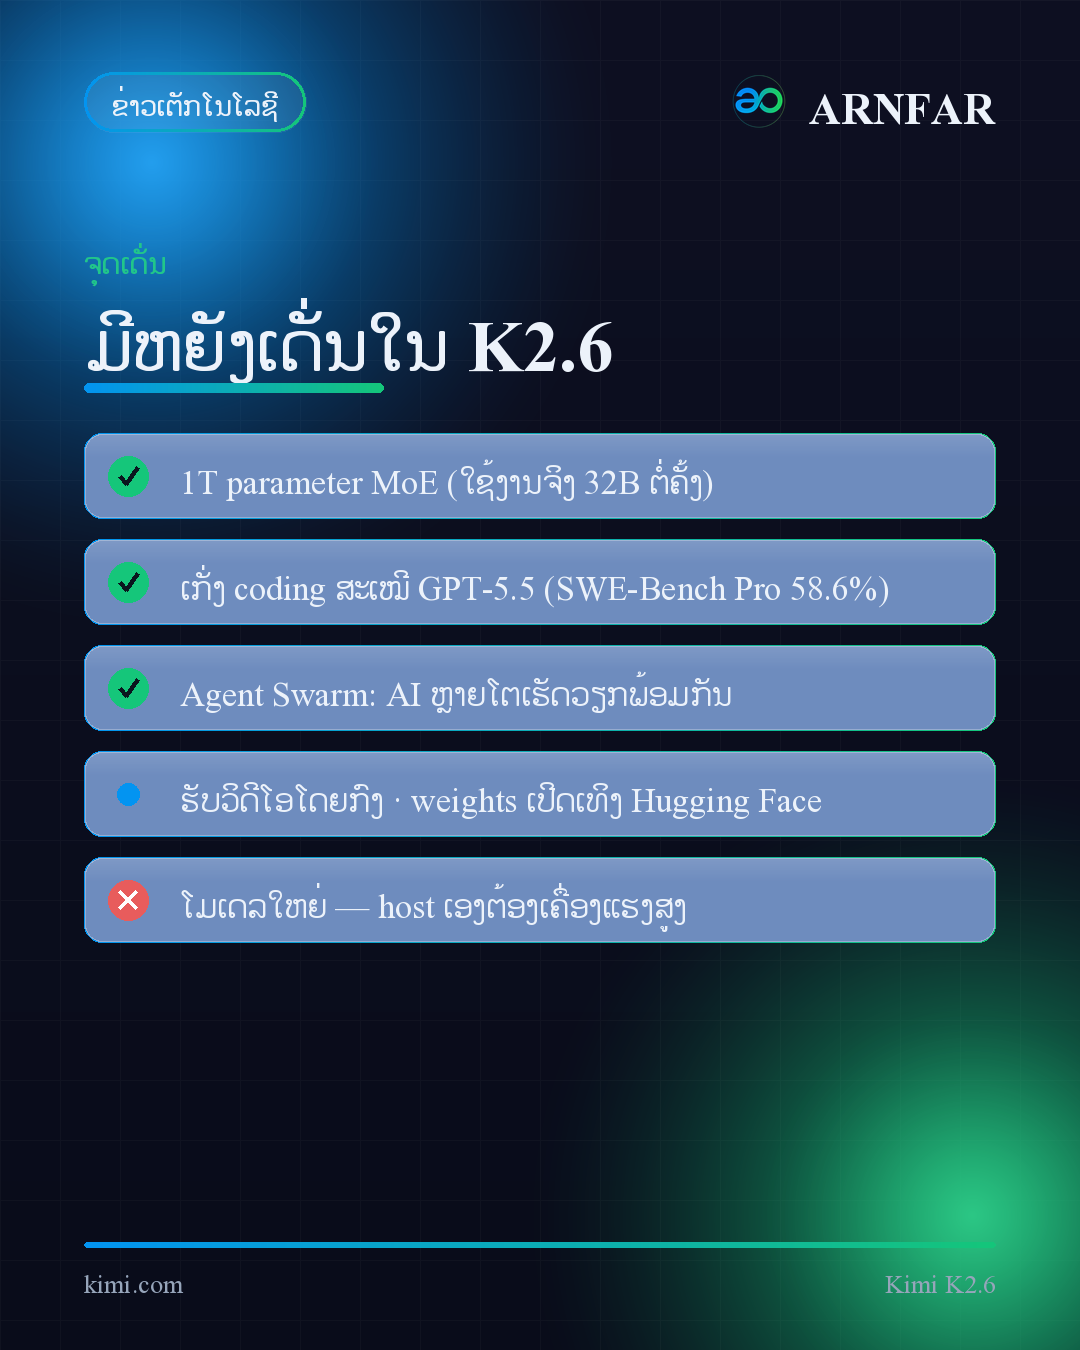 ຂ່າວເຕັກໂນໂລຊີ
ARNFAR
ຈຸດເດັ່ນ
ມີຫຍັງເດັ່ນໃນ K2.6
1T parameter MoE (ໃຊ້ງານຈິງ 32B ຕໍ່ຄັ້ງ)
ເກັ່ງ coding ສະເໝີ GPT-5.5 (SWE-Bench Pro 58.6%)
Agent Swarm: AI ຫຼາຍໂຕເຮັດວຽກພ້ອມກັນ
ຮັບວິດີໂອໂດຍກົງ · weights ເປີດເທິງ Hugging Face
ໂມເດລໃຫຍ່ — host ເອງຕ້ອງເຄື່ອງແຮງສູງ
kimi.com
Kimi K2.6